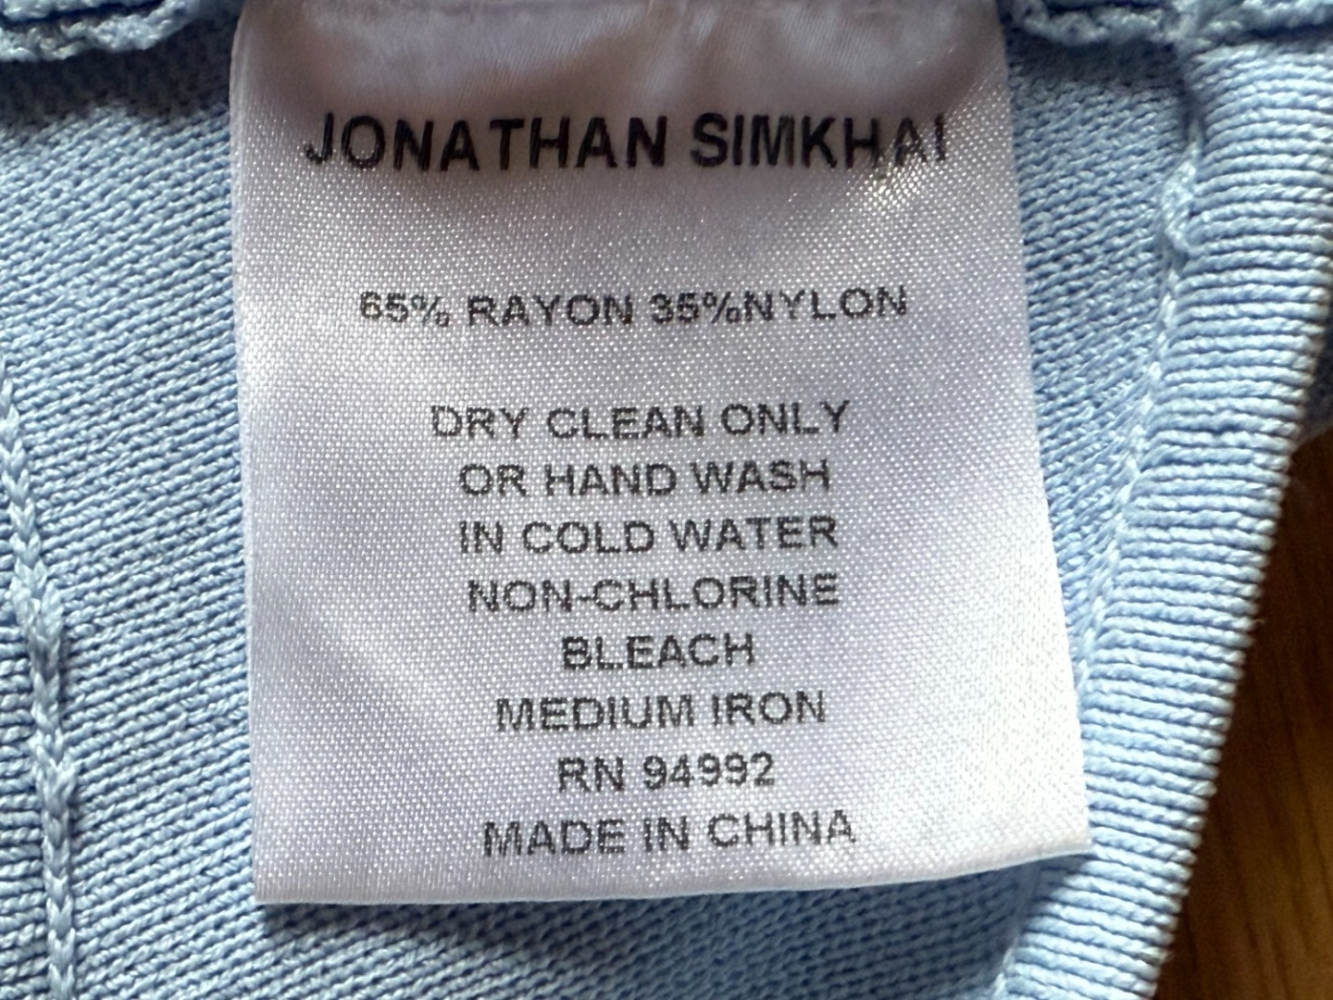 JONATHAN SIMKHAI
65% RAYON 35%NYLON
DRY CLEAN ONLY
OR HAND WASH
IN COLD WATER
NON-CHLORINE
BLEACH
MEDIUM IRON
RN 94992
MADE IN CHINA